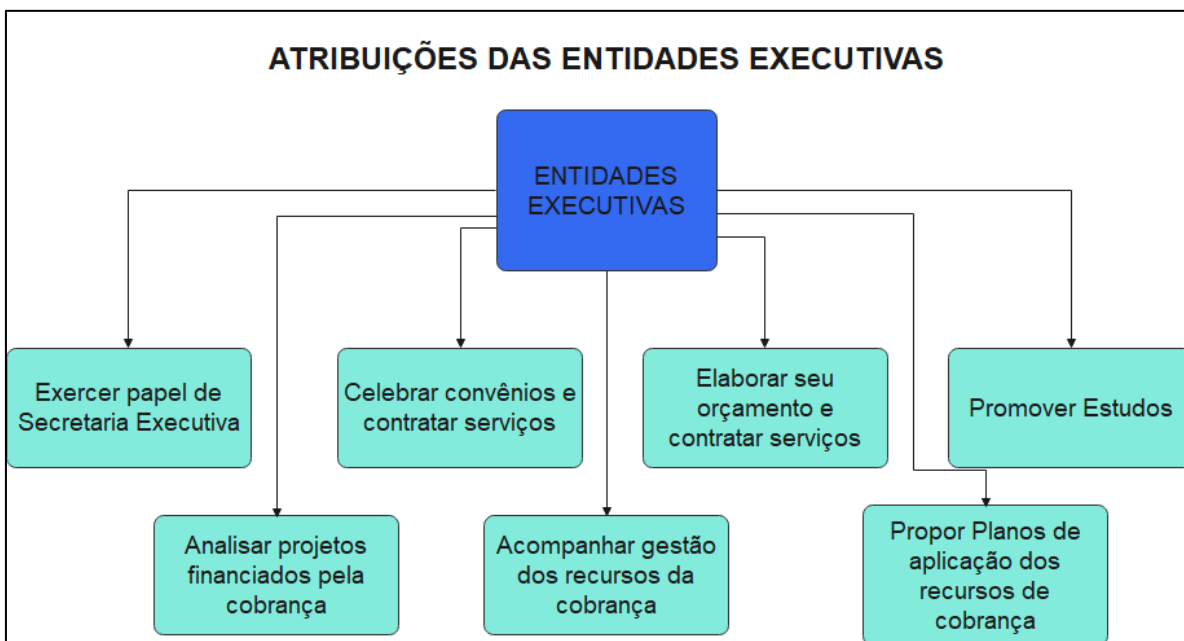 ATRIBUIÇÕES DAS ENTIDADES EXECUTIVAS
ENTIDADES
EXECUTIVAS
Exercer papel de
Secretaria Executiva
Celebrar convênios e
contratar serviços
Elaborar seu
orçamento e
contratar serviços
Promover Estudos
Analisar projetos
financiados pela
cobrança
Acompanhar gestão
dos recursos da
cobrança
Propor Planos de
aplicação dos
recursos de
cobrança